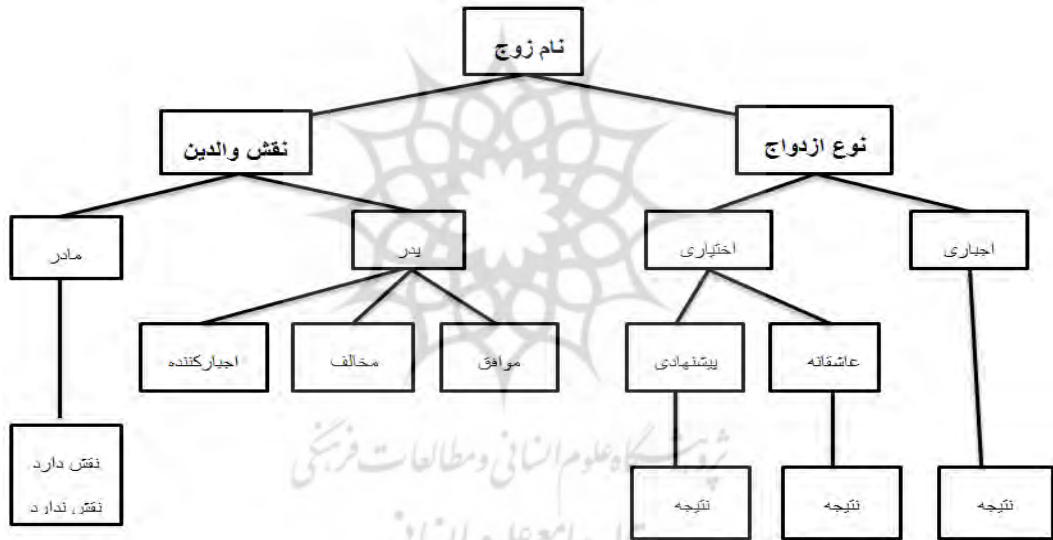 نام زوج
نوع ازدواج
نقش والدین
اجباری
اختیاری
پدر
مادر
عاشقانه
پیشنهادی
موافق
مخالف
اجبارکننده
نتیجه
نتیجه
نتیجه
نقش دارد
نقش ندارد
پژوهشگاه علوم انسانی و مطالعات فرهنگی